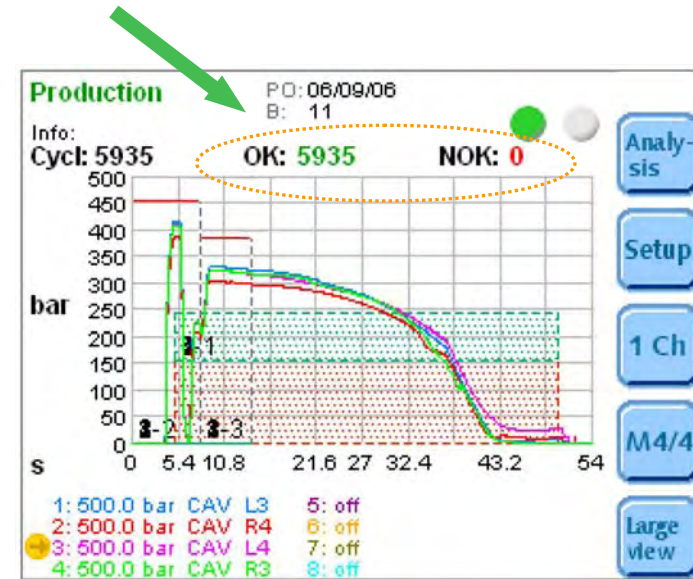 Production
PO: 06/09/06
B: 11
Info:
Cycl: 5935 OK: 5935 NOK: 0
500
450
400
350
300
bar 250
200
150
100
50
0
-1
-2 -3
s 0 5.4 10.8 21.6 27 32.4 43.2 54
1: 500.0 bar CAV L3 5: off
2: 500.0 bar CAV R4 6: off
3: 500.0 bar CAV L4 7: off
4: 500.0 bar CAV R3 8: off
Analy-
sis
Setup
1 Ch
M4/4
Large
view